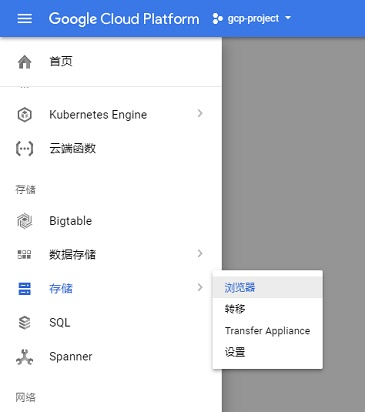 Google Cloud Platform gcp-project
首页
Kubernetes Engine
云端函数
存储
Bigtable
数据存储
存储
浏览器
转移
Transfer Appliance
设置
SQL
Spanner
网络